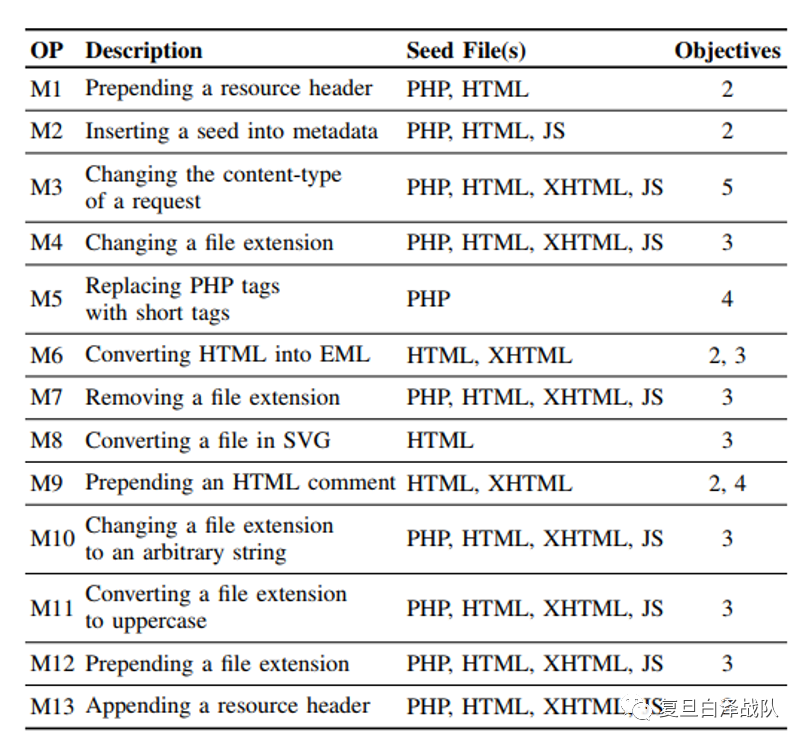 OP Description Seed File(s) Objectives
M1 Prepending a resource header PHP, HTML 2
M2 Inserting a seed into metadata PHP, HTML, JS 2
M3 Changing the content-type of a request PHP, HTML, XHTML, JS 5
M4 Changing a file extension PHP, HTML, XHTML, JS 3
M5 Replacing PHP tags with short tags PHP 4
M6 Converting HTML into EML HTML, XHTML 2, 3
M7 Removing a file extension PHP, HTML, XHTML, JS 3
M8 Converting a file in SVG HTML 3
M9 Prepending an HTML comment HTML, XHTML 2, 4
M10 Changing a file extension to an arbitrary string PHP, HTML, XHTML, JS 3
M11 Converting a file extension to uppercase PHP, HTML, XHTML, JS 3
M12 Prepending a file extension PHP, HTML, XHTML, JS 3
M13 Appending a resource header PHP, HTML, XHTML, JS
复旦白泽战队